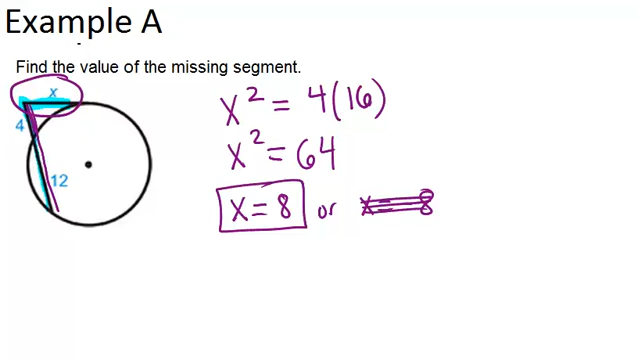 Example A
Find the value of the missing segment.
x
4
12
x² = 4(16)
x² = 64
x = 8 or x = -8